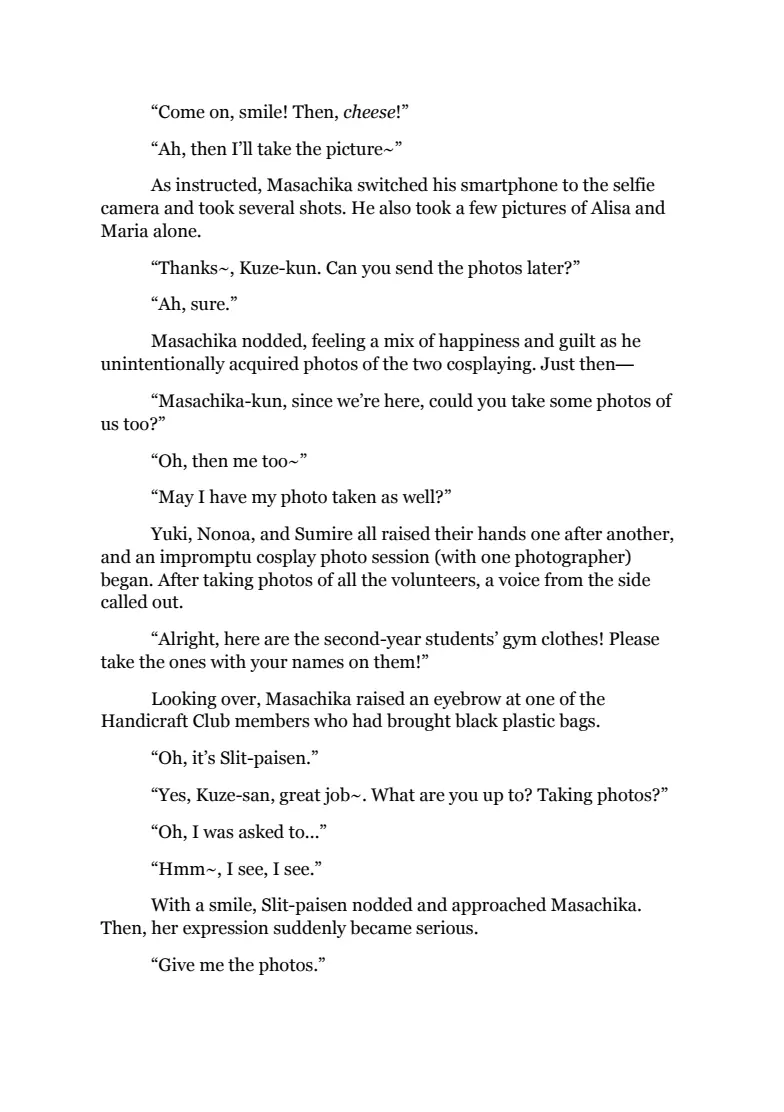 “Come on, smile! Then, cheese!”
“Ah, then I’ll take the picture~”
As instructed, Masachika switched his smartphone to the selfie
camera and took several shots. He also took a few pictures of Alisa and
Maria alone.
“Thanks~, Kuze-kun. Can you send the photos later?”
“Ah, sure.”
Masachika nodded, feeling a mix of happiness and guilt as he
unintentionally acquired photos of the two cosplaying. Just then—
“Masachika-kun, since we’re here, could you take some photos of
us too?”
“Oh, then me too~”
“May I have my photo taken as well?”
Yuki, Nonoa, and Sumire all raised their hands one after another,
and an impromptu cosplay photo session (with one photographer)
began. After taking photos of all the volunteers, a voice from the side
called out.
“Alright, here are the second-year students’ gym clothes! Please
take the ones with your names on them!”
Looking over, Masachika raised an eyebrow at one of the
Handicraft Club members who had brought black plastic bags.
“Oh, it’s Slit-paisen.”
“Yes, Kuze-san, great job~. What are you up to? Taking photos?”
“Oh, I was asked to...”
“Hmm~, I see, I see.”
With a smile, Slit-paisen nodded and approached Masachika.
Then, her expression suddenly became serious.
“Give me the photos.”